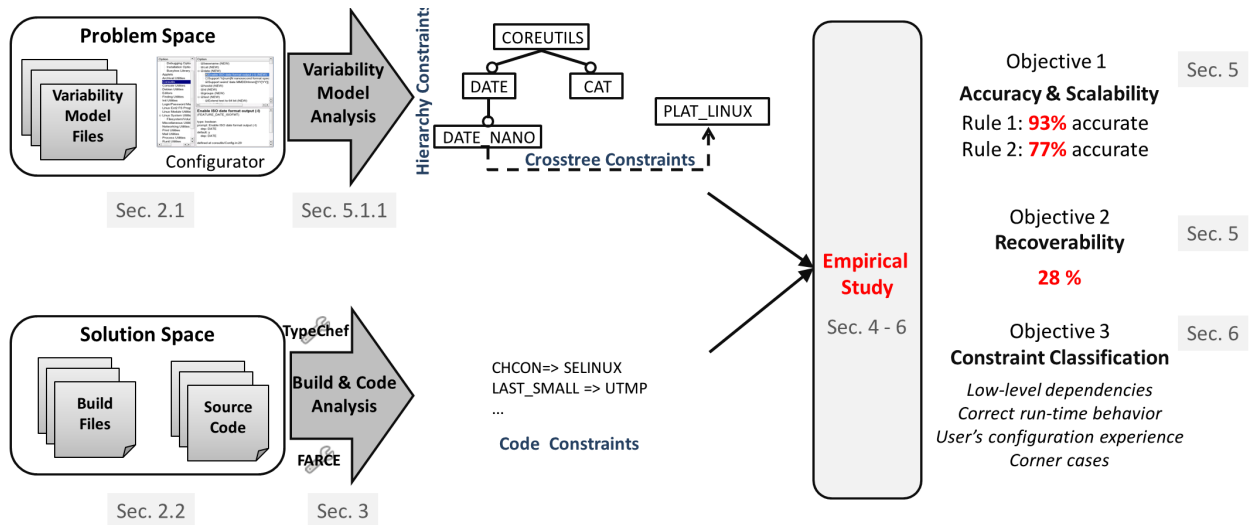 Problem Space
Variability
Model
Files
Configurator
Sec. 2.1
Variability
Model
Analysis
Sec. 5.1.1
Hierarchy Constraints
COREUTILS
DATE
CAT
DATE_NANO
PLAT_LINUX
Crosstree Constraints
Solution Space
Build
Files
Source
Code
Sec. 2.2
TypeChef
Build & Code
Analysis
FARCE
Sec. 3
CHCON=> SELINUX
LAST_SMALL => UTMP
...
Code Constraints
Empirical
Study
Sec. 4 - 6
Objective 1
Accuracy & Scalability
Rule 1: 93% accurate
Rule 2: 77% accurate
Sec. 5
Objective 2
Recoverability
28 %
Sec. 5
Objective 3
Constraint Classification
Low-level dependencies
Correct run-time behavior
User's configuration experience
Corner cases
Sec. 6